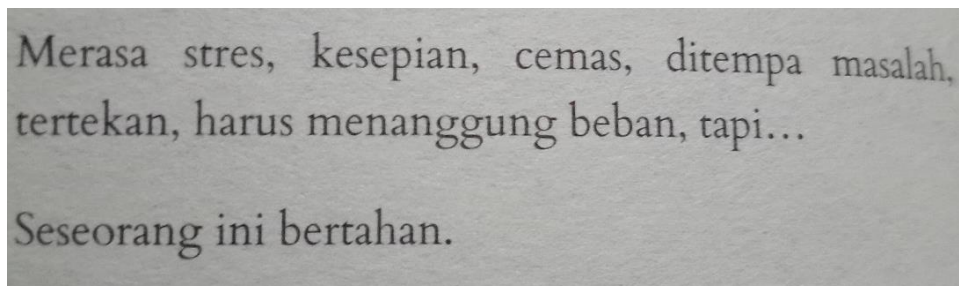 Merasa stres, kesepian, cemas, ditempa masalah,
tertekan, harus menanggung beban, tapi...
Seseorang ini bertahan.